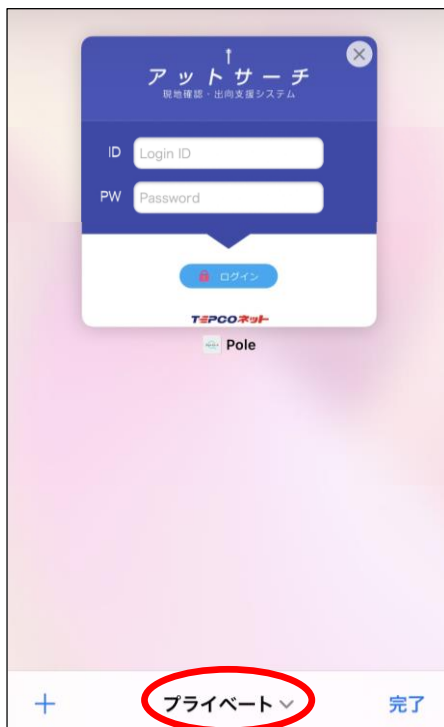 アットサーチ
現地確認・出向支援システム
ID Login ID
PW Password
ログイン
TEPCOネット
Pole
プライベート
完了